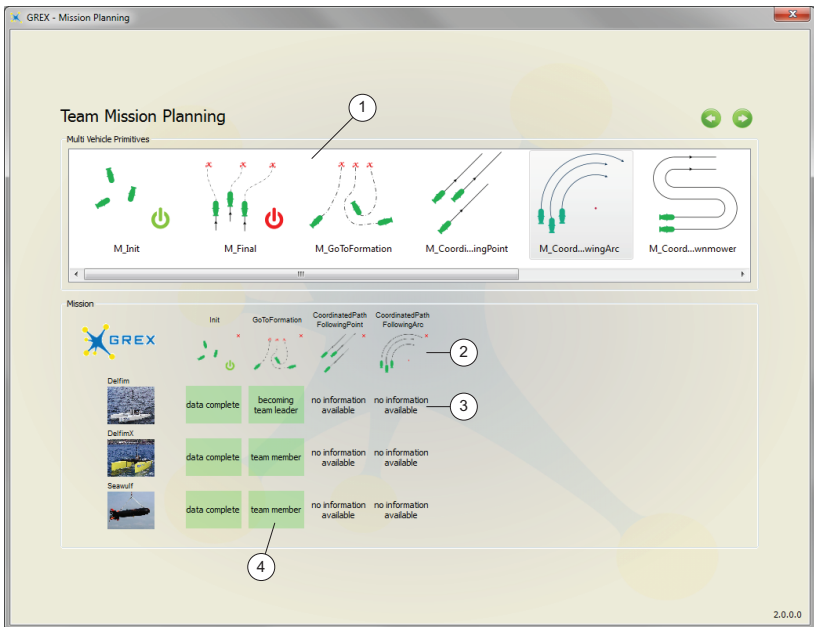 GREX - Mission Planning
Team Mission Planning
1
Multi Vehicle Primitives
M_Init
M_Final
M_GoToFormation
M_Coordi...ingPoint
M_Coord...wingArc
M_Coord...wnmower
Mission
GREX
Init
GoToFormation
CoordinatedPath
FollowingPoint
CoordinatedPath
FollowingArc
2
Delfim
data complete
becoming
team leader
no information
available
no information
available
3
DelfimX
data complete
team member
no information
available
no information
available
Seawulf
data complete
team member
no information
available
no information
available
4
2.0.0.0